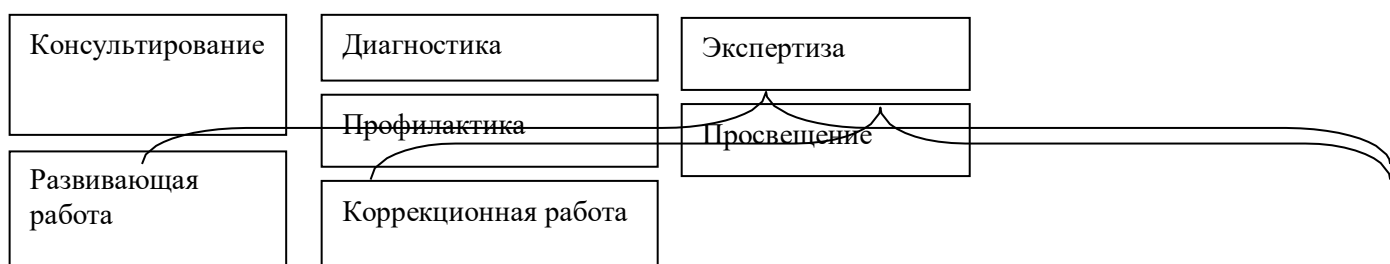 Консультирование
Диагностика
Экспертиза
Профилактика
Просвещение
Развивающая
работа
Коррекционная работа